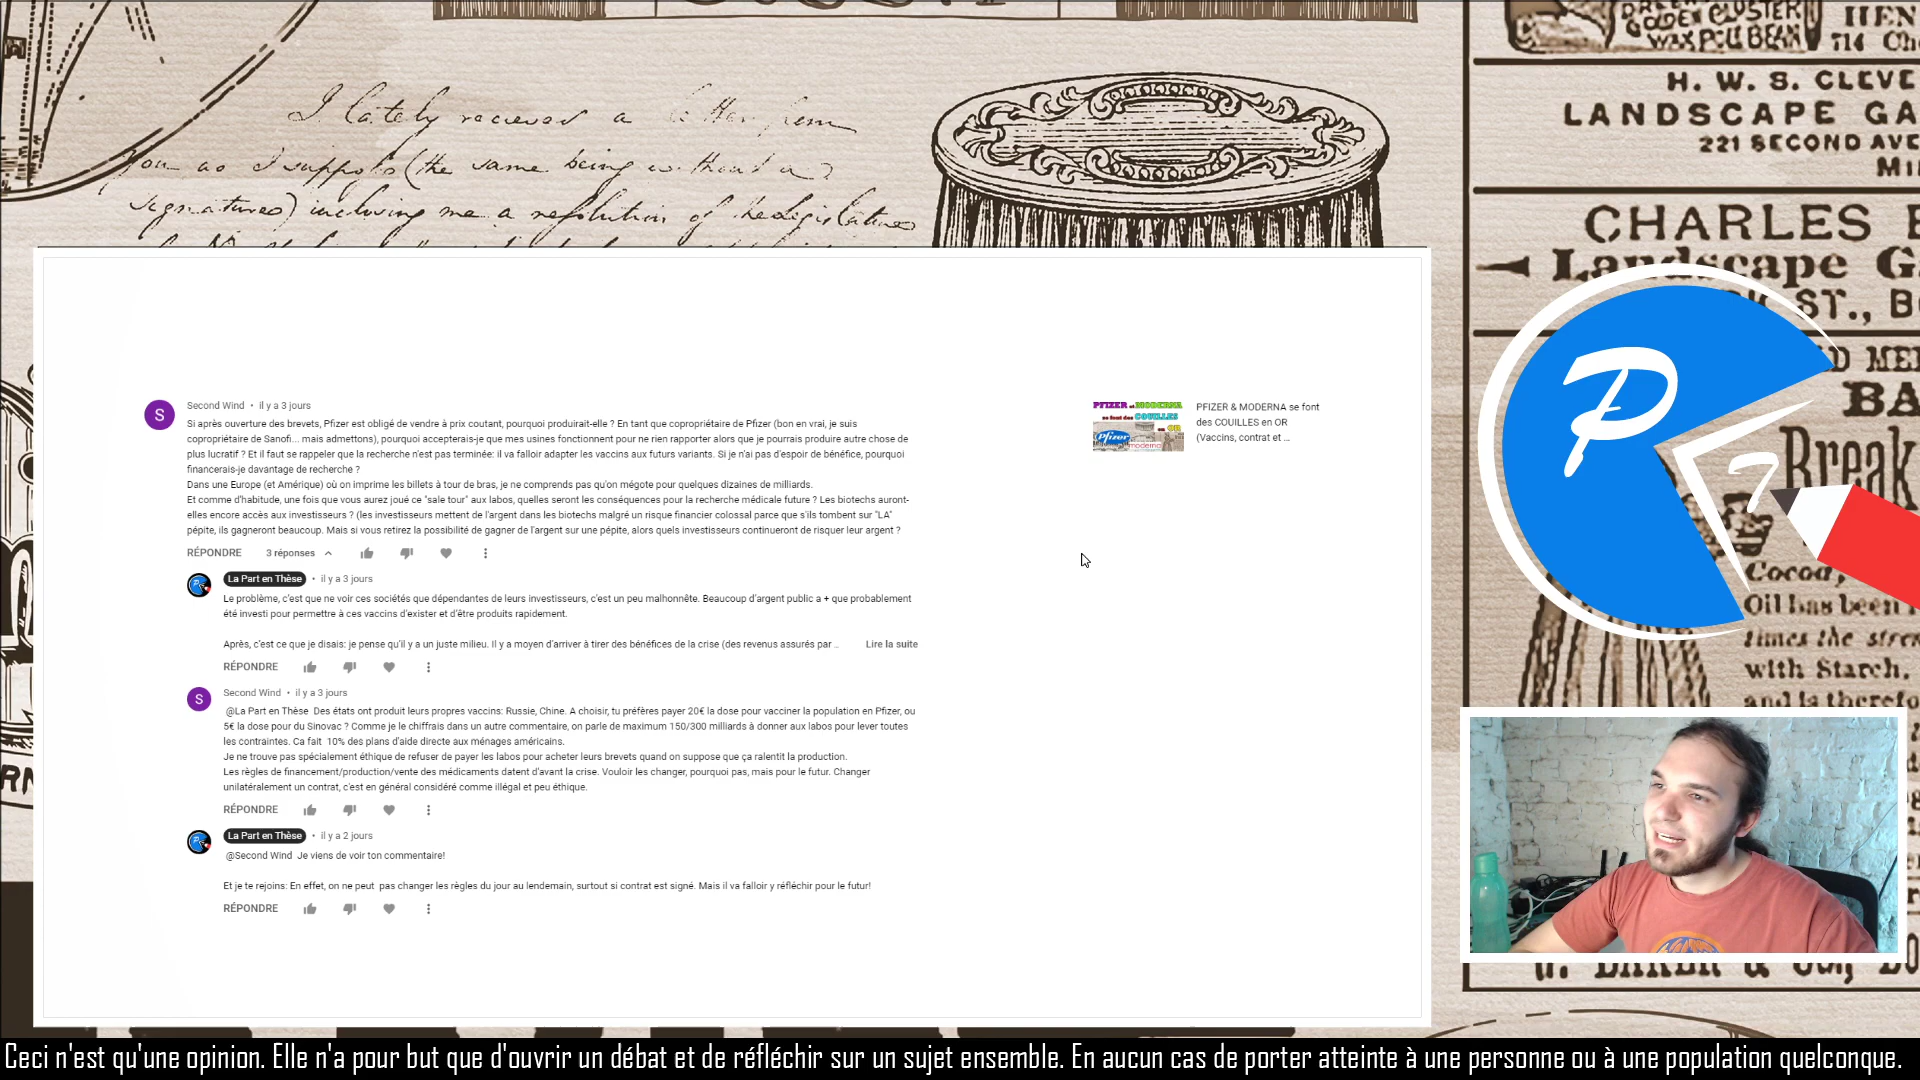 I lately recieved a letter from
you as I suppose (the same being without a
signature) inclosing me a resolution of the legislature
GOLDEN CLUSTER
WAX POLE BEAN
714
H. W. S. CLEVE
LANDSCAPE GA
221 SECOND AVE
CHARLES
Landscape G
ST., B
BA
Break
Cocoa,
Oil has been
times the stren
with Starch,
and is therefo
Second Wind • il y a 3 jours
Si après ouverture des brevets, Pfizer est obligé de vendre à prix coutant, pourquoi produirait-elle ? En tant que copropriétaire de Pfizer (bon en vrai, je suis
copropriétaire de Sanofi... mais admettons), pourquoi accepterais-je que mes usines fonctionnent pour ne rien rapporter alors que je pourrais produire autre chose de
plus lucratif ? Et il faut se rappeler que la recherche n'est pas terminée: il va falloir adapter les vaccins aux futurs variants. Si je n'ai pas d'espoir de bénéfice, pourquoi
financerais-je davantage de recherche ?
Dans une Europe (et Amérique) où on imprime les billets à tour de bras, je ne comprends pas qu'on mégote pour quelques dizaines de milliards.
Et comme d'habitude, une fois que vous aurez joué ce "sale tour" aux labos, quelles seront les conséquences pour la recherche médicale future ? Les biotechs auront-
elles encore accès aux investisseurs ? (les investisseurs mettent de l'argent dans les biotechs malgré un risque financier colossal parce que s'ils tombent sur "LA"
pépite, ils gagneront beaucoup. Mais si vous retirez la possibilité de gagner de l'argent sur une pépite, alors quels investisseurs continueront de risquer leur argent ?
RÉPONDRE 3 réponses
La Part en Thèse • il y a 3 jours
Le problème, c'est que ne voir ces sociétés que dépendantes de leurs investisseurs, c'est un peu malhonnête. Beaucoup d'argent public a + que probablement
été investi pour permettre à ces vaccins d'exister et d'être produits rapidement.
Après, c'est ce que je disais: je pense qu'il y a un juste milieu. Il y a moyen d'arriver à tirer des bénéfices de la crise (des revenus assurés par ... Lire la suite
RÉPONDRE
Second Wind • il y a 3 jours
@La Part en Thèse Des états ont produit leurs propres vaccins: Russie, Chine. A choisir, tu préfères payer 20€ la dose pour vacciner la population en Pfizer, ou
5€ la dose pour du Sinovac ? Comme je le chiffrais dans un autre commentaire, on parle de maximum 150/300 milliards à donner aux labos pour lever toutes
les contraintes. Ca fait 10% des plans d'aide directe aux ménages américains.
Je ne trouve pas spécialement éthique de refuser de payer les labos pour acheter leurs brevets quand on suppose que ça ralentit la production.
Les règles de financement/production/vente des médicaments datent d'avant la crise. Vouloir les changer, pourquoi pas, mais pour le futur. Changer
unilatéralement un contrat, c'est en général considéré comme illégal et peu éthique.
RÉPONDRE
La Part en Thèse • il y a 2 jours
@Second Wind Je viens de voir ton commentaire!
Et je te rejoins: En effet, on ne peut pas changer les règles du jour au lendemain, surtout si contrat est signé. Mais il va falloir y réfléchir pour le futur!
RÉPONDRE
PFIZER et MODERNA
se font des COUILLES
en OR
Pfizer
moderna
PFIZER & MODERNA se font
des COUILLES en OR
(Vaccins, contrat et ...
Ceci n'est qu'une opinion. Elle n'a pour but que d'ouvrir un débat et de réfléchir sur un sujet ensemble. En aucun cas de porter atteinte à une personne ou à une population quelconque.